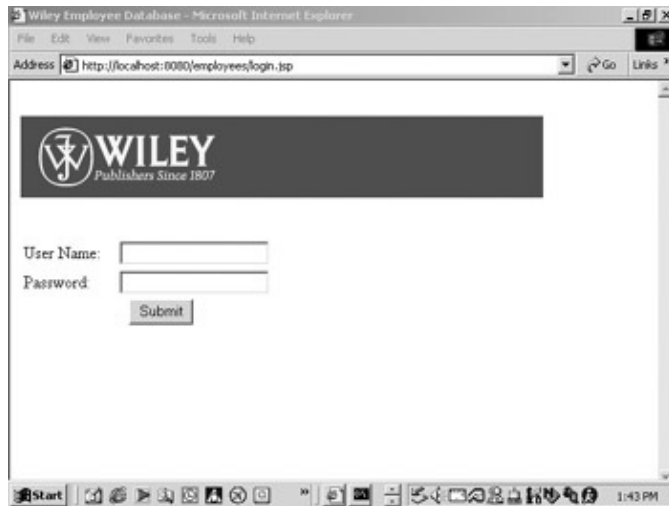 Wiley Employee Database - Microsoft Internet Explorer
File Edit View Favorites Tools Help
Address http://localhost:8080/employees/login.jsp Go Links »
WILEY
Publishers Since 1807
User Name:
Password:
Submit
Start » 1:43 PM